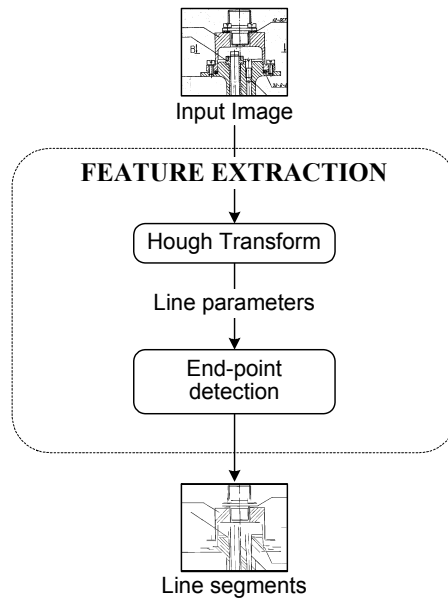 Input Image
FEATURE EXTRACTION
Hough Transform
Line parameters
End-point
detection
Line segments